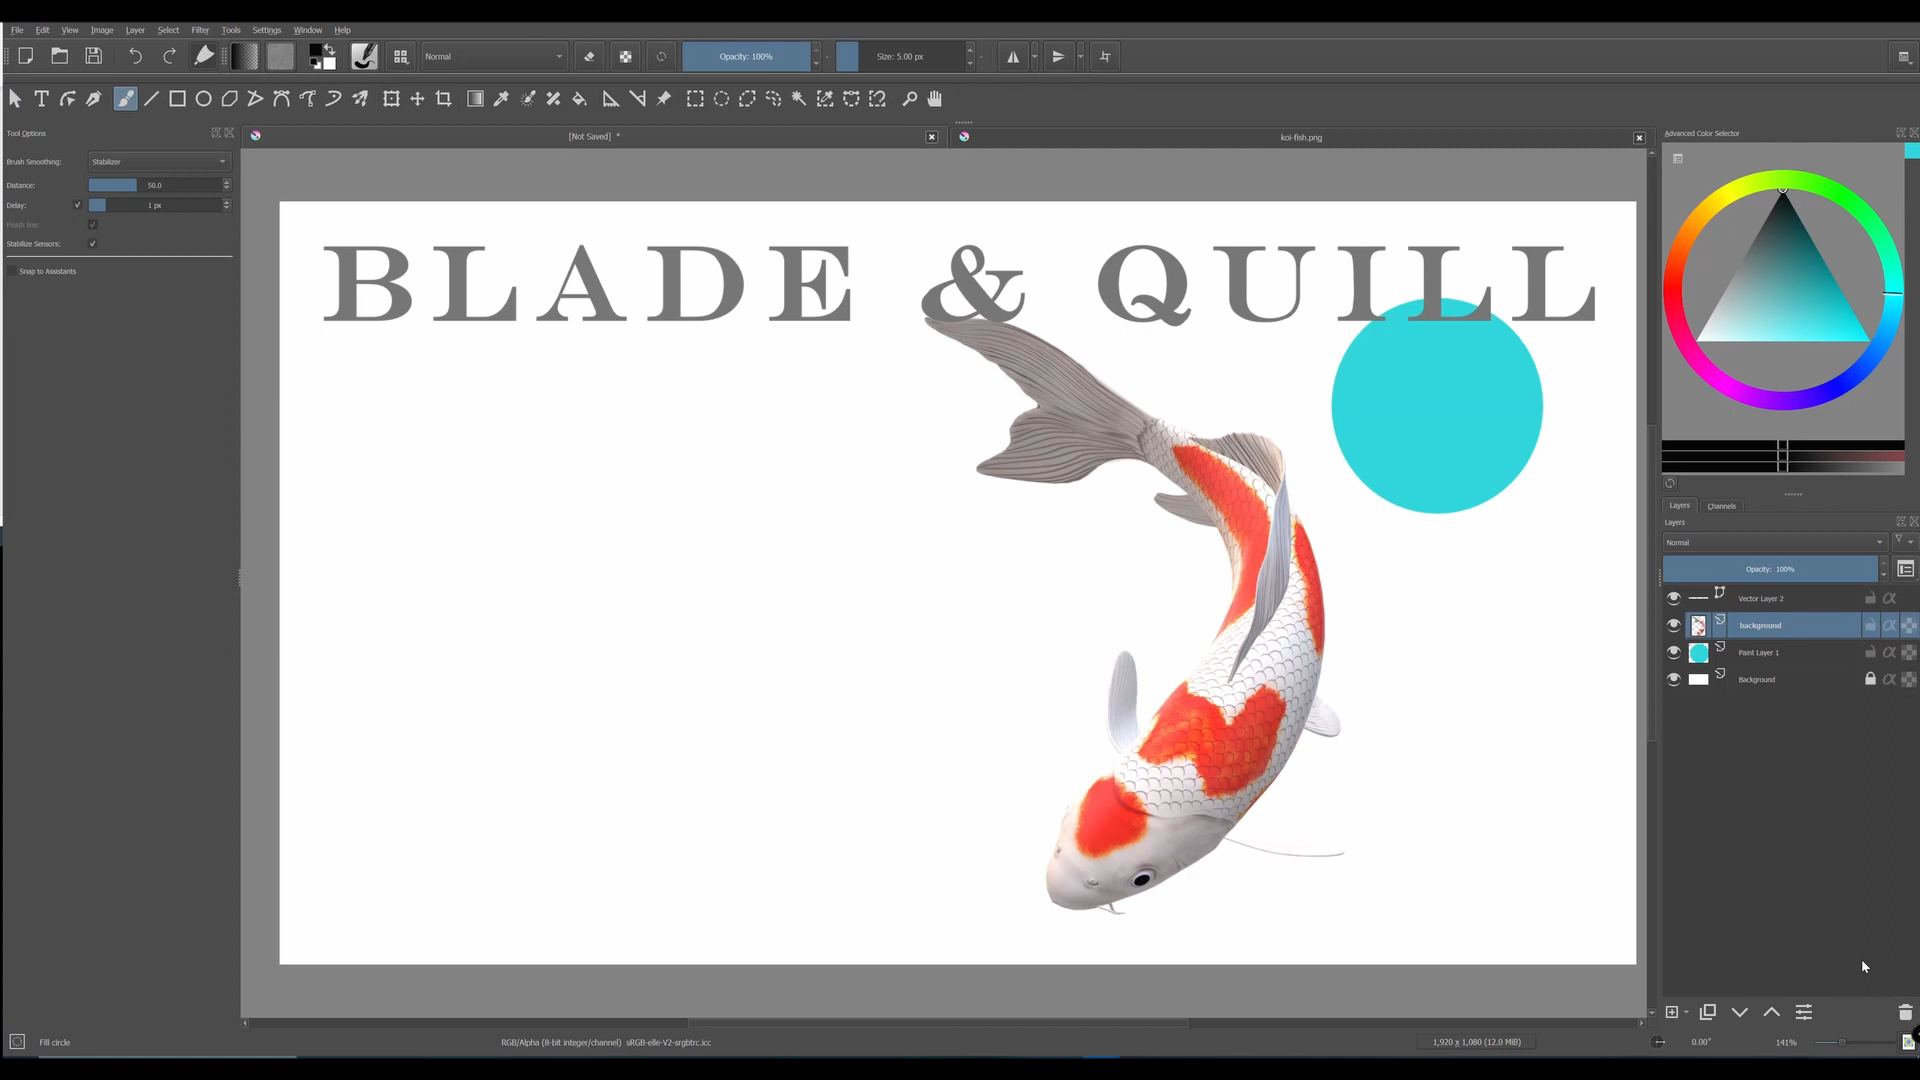 File Edit View Image Layer Select Filter Tools Settings Window Help
Normal Opacity: 100% Size: 5.00 px
Tool Options
[Not Saved] *
koi-fish.png
Advanced Color Selector
Brush Smoothing: Stabilizer
Distance: 50.0
Delay: 1 px
Finish line:
Stabilize Sensors:
Snap to Assistants
BLADE & QUILL
Layers Channels
Layers
Normal
Opacity: 100%
Vector Layer 2
background
Paint Layer 1
Background
Fill circle
RGB/Alpha (8-bit integer/channel) sRGB-elle-V2-srgbtrc.icc
1,920 x 1,080 (12.0 MiB)
0.00°
141%